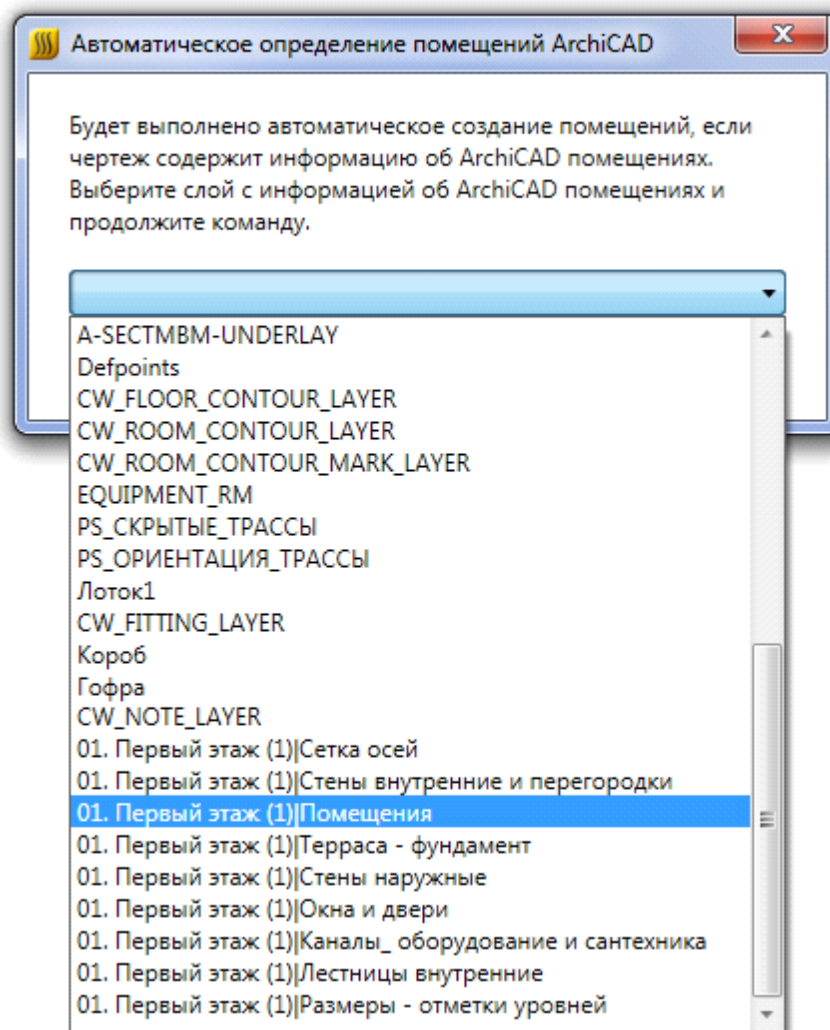 Автоматическое определение помещений ArchiCAD
Будет выполнено автоматическое создание помещений, если
чертеж содержит информацию об ArchiCAD помещениях.
Выберите слой с информацией об ArchiCAD помещениях и
продолжите команду.
A-SECTMBM-UNDERLAY
Defpoints
CW_FLOOR_CONTOUR_LAYER
CW_ROOM_CONTOUR_LAYER
CW_ROOM_CONTOUR_MARK_LAYER
EQUIPMENT_RM
PS_СКРЫТЫЕ_ТРАССЫ
PS_ОРИЕНТАЦИЯ_ТРАССЫ
Лоток1
CW_FITTING_LAYER
Короб
Гофра
CW_NOTE_LAYER
01. Первый этаж (1)|Сетка осей
01. Первый этаж (1)|Стены внутренние и перегородки
01. Первый этаж (1)|Помещения
01. Первый этаж (1)|Терраса - фундамент
01. Первый этаж (1)|Стены наружные
01. Первый этаж (1)|Окна и двери
01. Первый этаж (1)|Каналы_ оборудование и сантехника
01. Первый этаж (1)|Лестницы внутренние
01. Первый этаж (1)|Размеры - отметки уровней